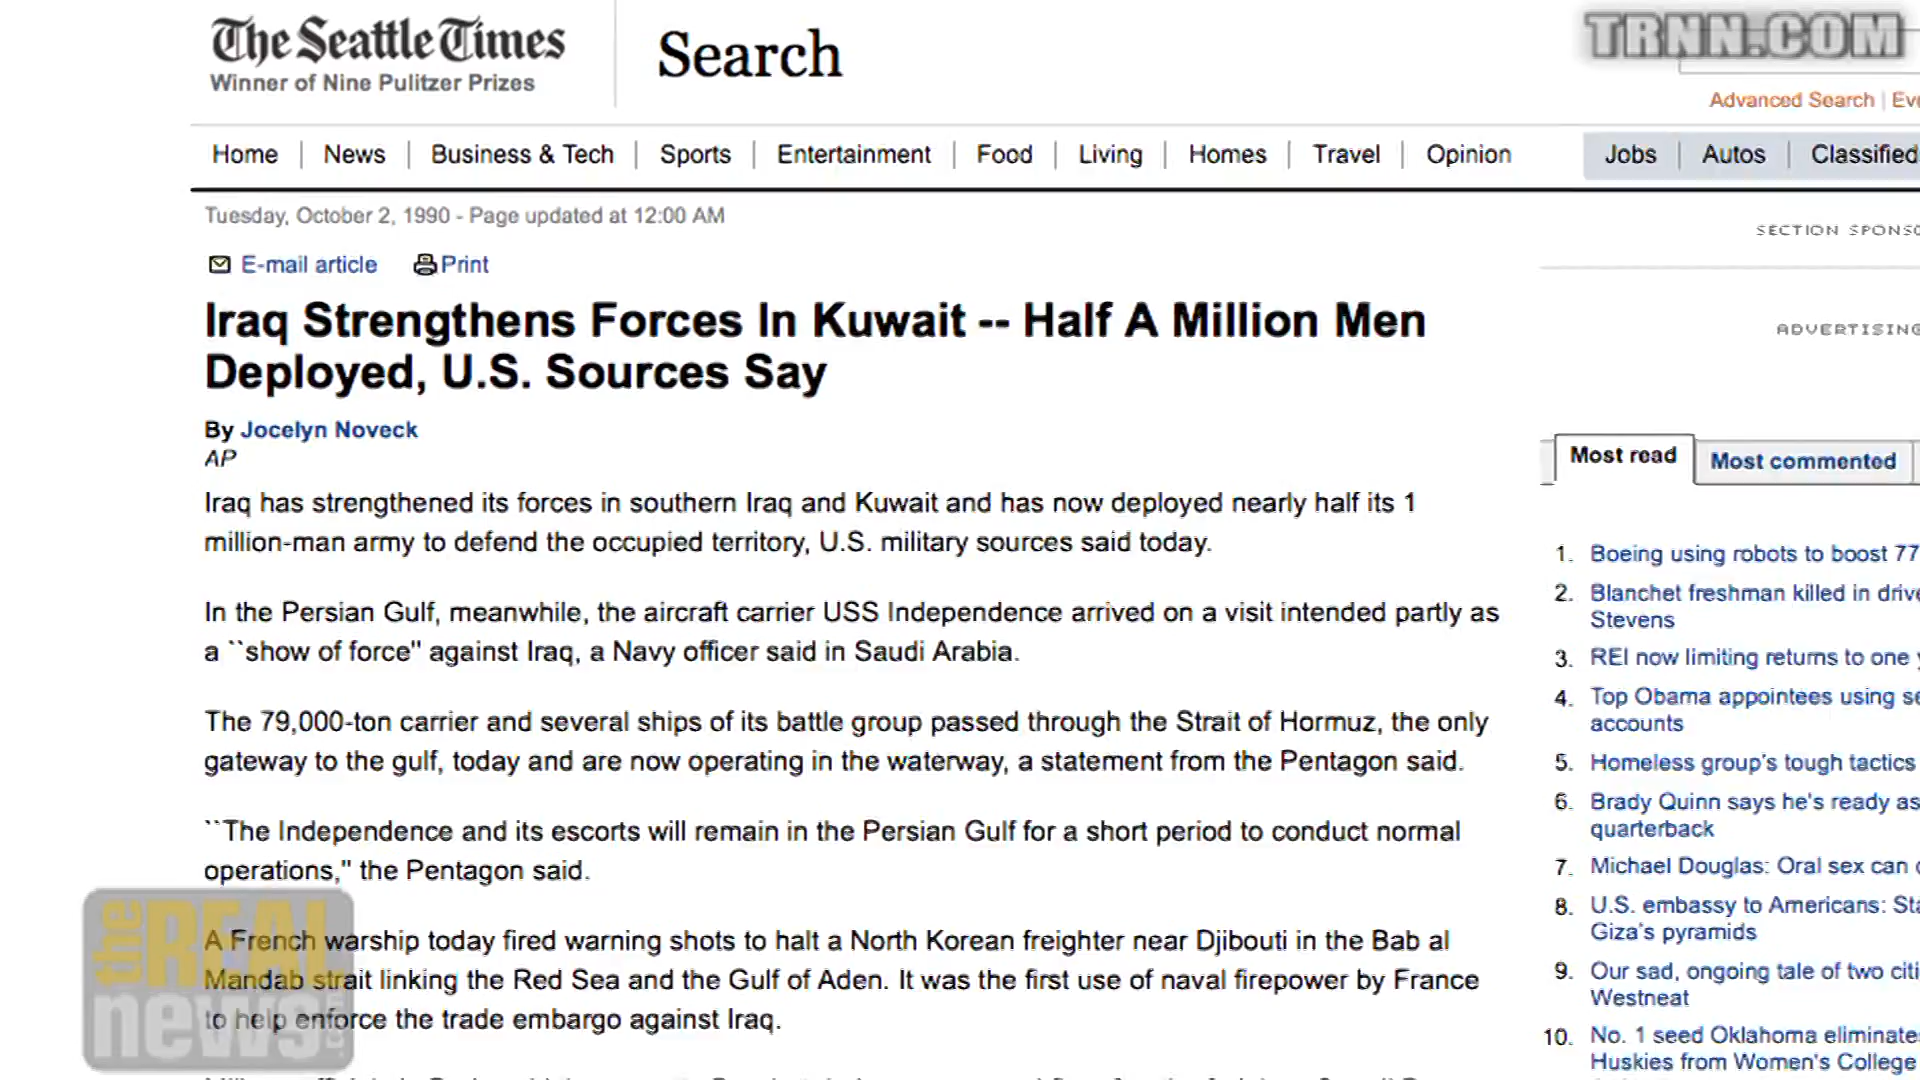 The Seattle Times
Winner of Nine Pulitzer Prizes
Search
TRNN.COM
Advanced Search
Home | News | Business & Tech | Sports | Entertainment | Food | Living | Homes | Travel | Opinion
Jobs | Autos | Classified
Tuesday, October 2, 1990 - Page updated at 12:00 AM
E-mail article Print
Iraq Strengthens Forces In Kuwait -- Half A Million Men
Deployed, U.S. Sources Say
By Jocelyn Noveck
AP
Iraq has strengthened its forces in southern Iraq and Kuwait and has now deployed nearly half its 1
million-man army to defend the occupied territory, U.S. military sources said today.
In the Persian Gulf, meanwhile, the aircraft carrier USS Independence arrived on a visit intended partly as
a ``show of force'' against Iraq, a Navy officer said in Saudi Arabia.
The 79,000-ton carrier and several ships of its battle group passed through the Strait of Hormuz, the only
gateway to the gulf, today and are now operating in the waterway, a statement from the Pentagon said.
``The Independence and its escorts will remain in the Persian Gulf for a short period to conduct normal
operations,'' the Pentagon said.
A French warship today fired warning shots to halt a North Korean freighter near Djibouti in the Bab al
Mandab strait linking the Red Sea and the Gulf of Aden. It was the first use of naval firepower by France
to help enforce the trade embargo against Iraq.
SECTION SPONSO
ADVERTISING
Most read
Most commented
1. Boeing using robots to boost 77
2. Blanchet freshman killed in drive
Stevens
3. REI now limiting returns to one
4. Top Obama appointees using se
accounts
5. Homeless group's tough tactics
6. Brady Quinn says he's ready as
quarterback
7. Michael Douglas: Oral sex can
8. U.S. embassy to Americans: Sta
Giza's pyramids
9. Our sad, ongoing tale of two citi
Westneat
10. No. 1 seed Oklahoma eliminate
Huskies from Women's College
the REAL
news.com